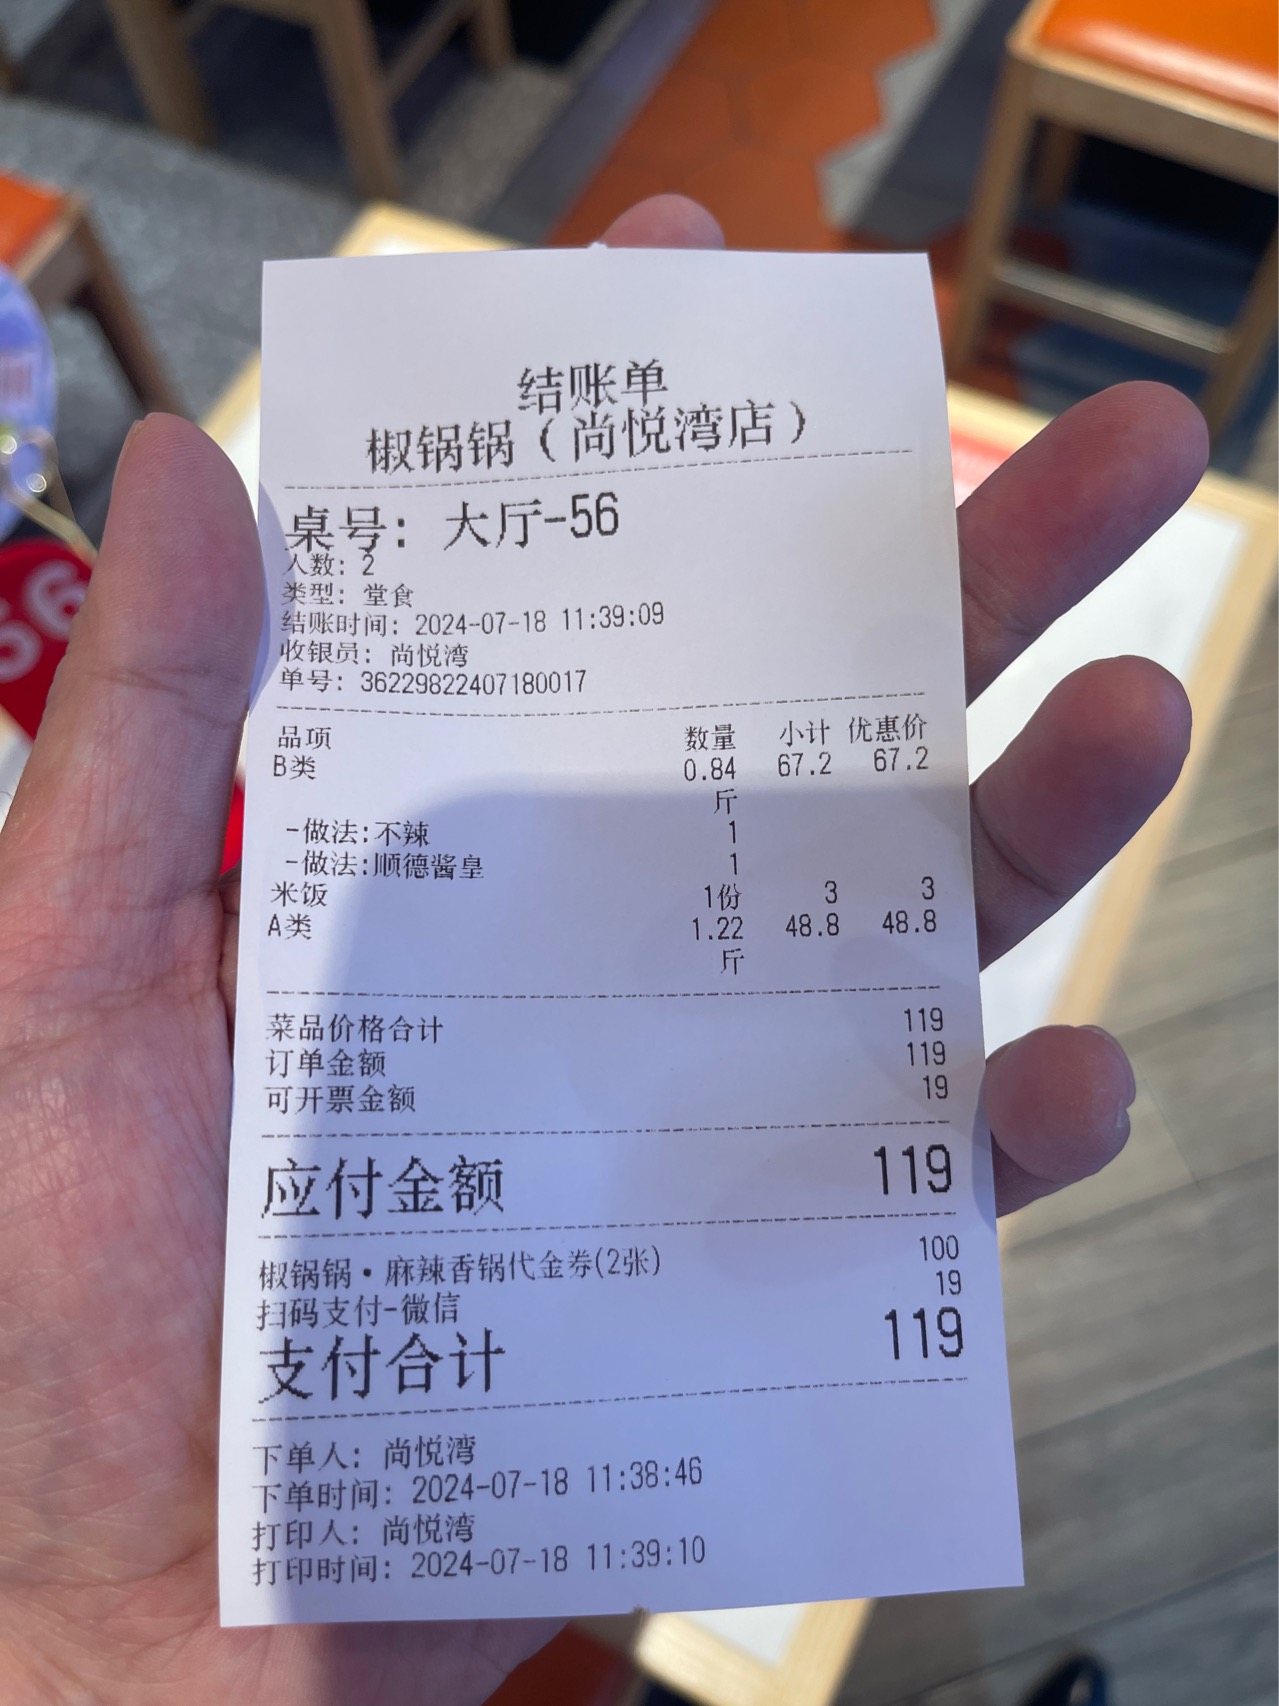 结账单
椒锅锅（尚悦湾店）
桌号: 大厅-56
人数: 2
类型: 堂食
结账时间: 2024-07-18 11:39:09
收银员: 尚悦湾
单号: 36229822407180017
品项 数量 小计 优惠价
B类 0.84 67.2 67.2
斤
-做法:不辣 1
-做法:顺德酱皇 1
米饭 1份 3 3
A类 1.22 48.8 48.8
斤
菜品价格合计 119
订单金额 119
可开票金额 19
应付金额 119
椒锅锅·麻辣香锅代金券(2张) 100
扫码支付-微信 19
支付合计 119
下单人: 尚悦湾
下单时间: 2024-07-18 11:38:46
打印人: 尚悦湾
打印时间: 2024-07-18 11:39:10
56